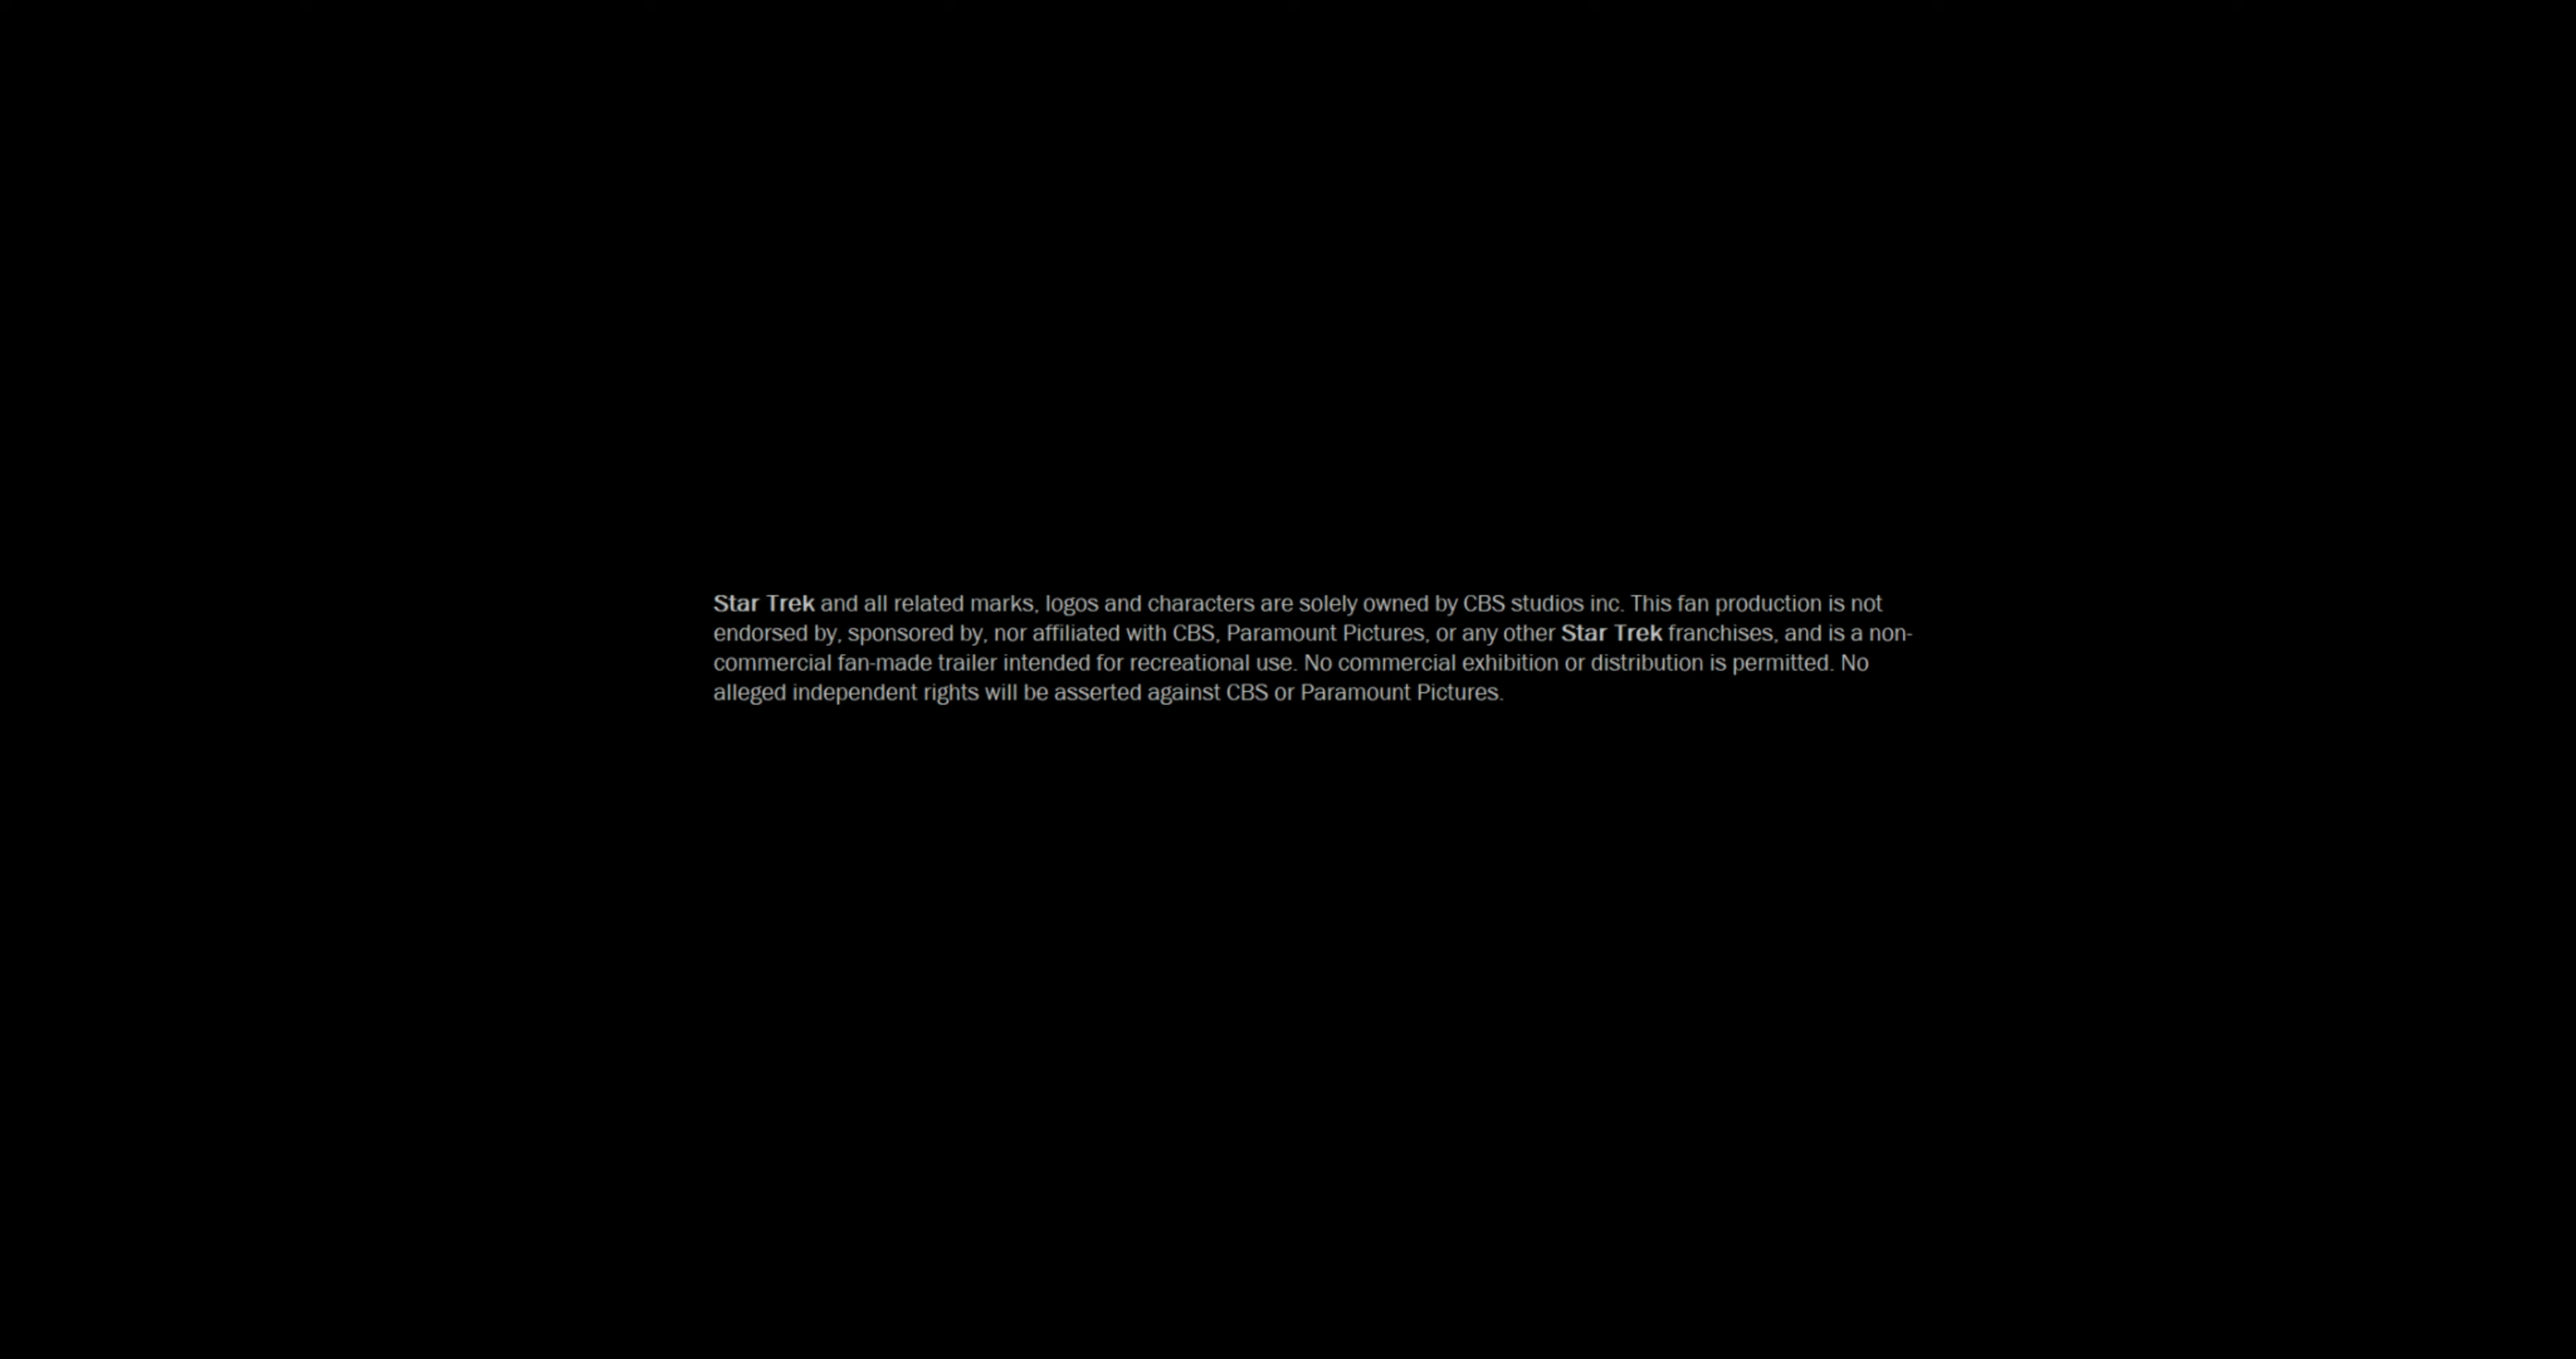 Star Trek and all related marks, logos and characters are solely owned by CBS studios inc. This fan production is not
endorsed by, sponsored by, nor affiliated with CBS, Paramount Pictures, or any other Star Trek franchises, and is a non-
commercial fan-made trailer intended for recreational use. No commercial exhibition or distribution is permitted. No
alleged independent rights will be asserted against CBS or Paramount Pictures.